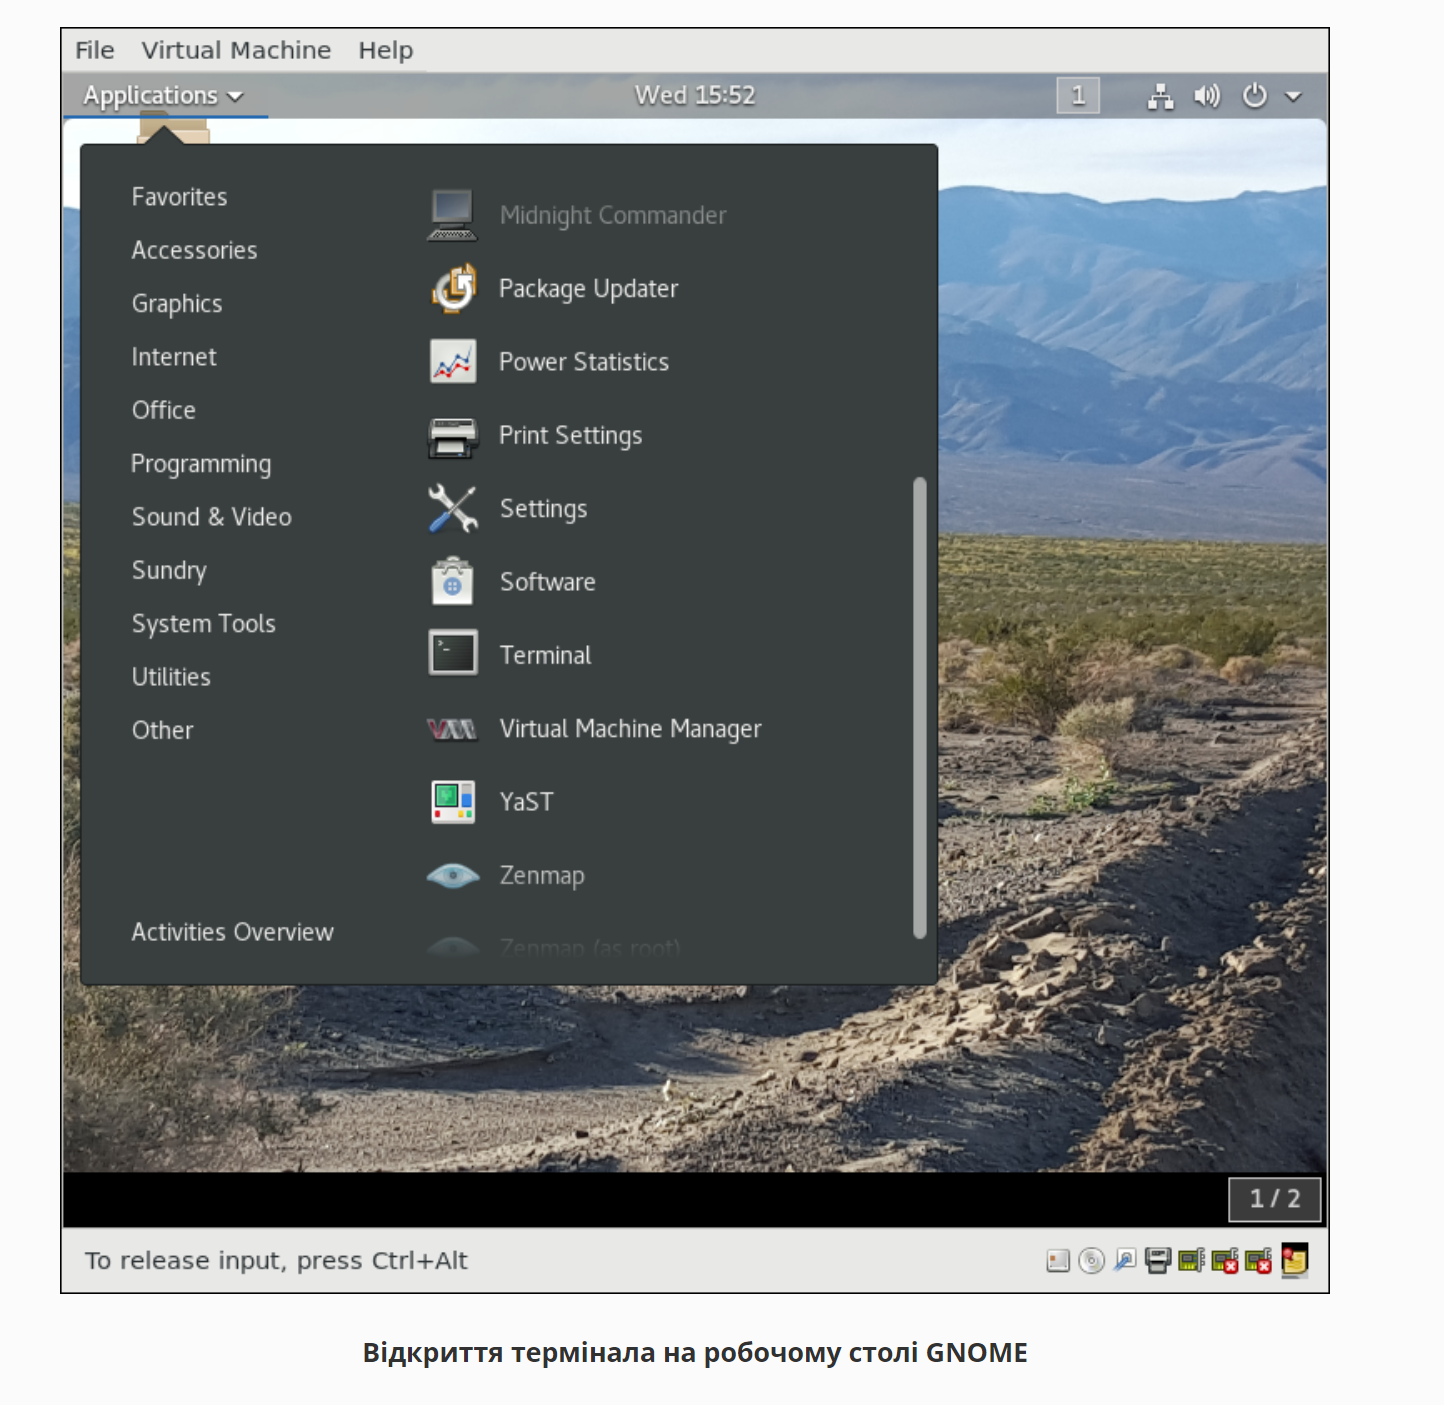 File Virtual Machine Help
Applications Wed 15:52 1
Favorites
Accessories
Graphics
Internet
Office
Programming
Sound & Video
Sundry
System Tools
Utilities
Other
Activities Overview
Midnight Commander
Package Updater
Power Statistics
Print Settings
Settings
Software
Terminal
Virtual Machine Manager
YaST
Zenmap
Zenmap (as root)
1 / 2
To release input, press Ctrl+Alt
Відкриття термінала на робочому столі GNOME